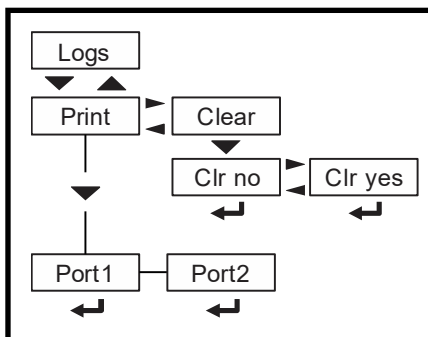 Logs
Print
Clear
Clr no
Clr yes
Port1
Port2